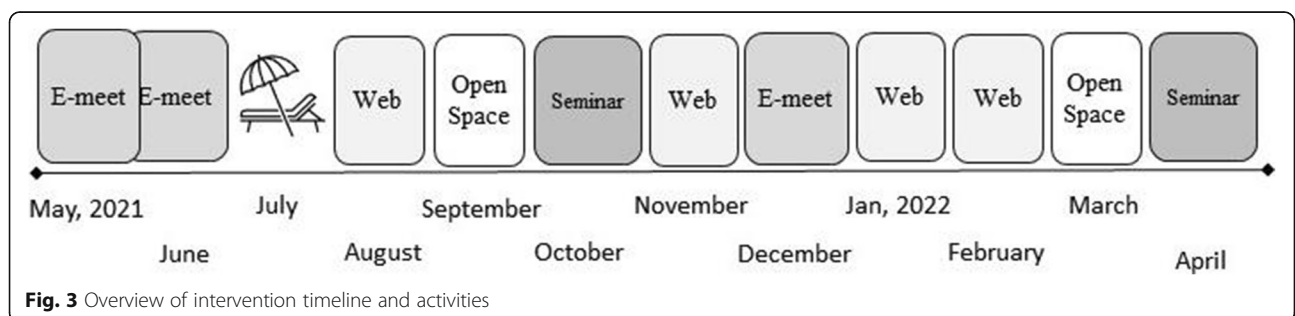 E-meet E-meet Web Open Space Seminar Web E-meet Web Web Open Space Seminar
May, 2021 July September November Jan, 2022 March
June August October December February April
Fig. 3 Overview of intervention timeline and activities